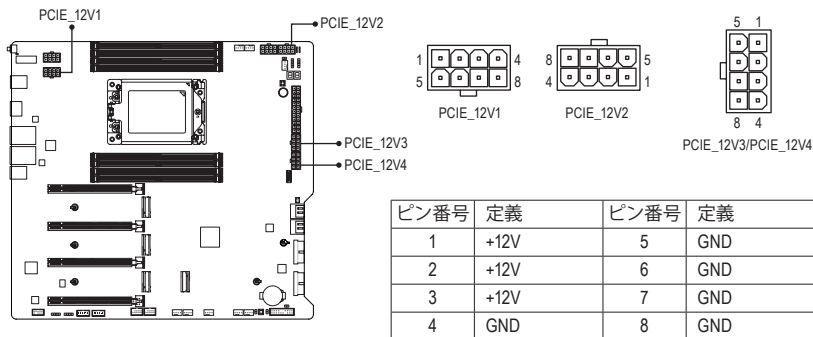 PCIE_12V1
PCIE_12V2
PCIE_12V3
PCIE_12V4
1 4
5 8
PCIE_12V1
8 5
4 1
PCIE_12V2
5 1
8 4
PCIE_12V3/PCIE_12V4
ピン番号 定義 ピン番号 定義
1 +12V 5 GND
2 +12V 6 GND
3 +12V 7 GND
4 GND 8 GND